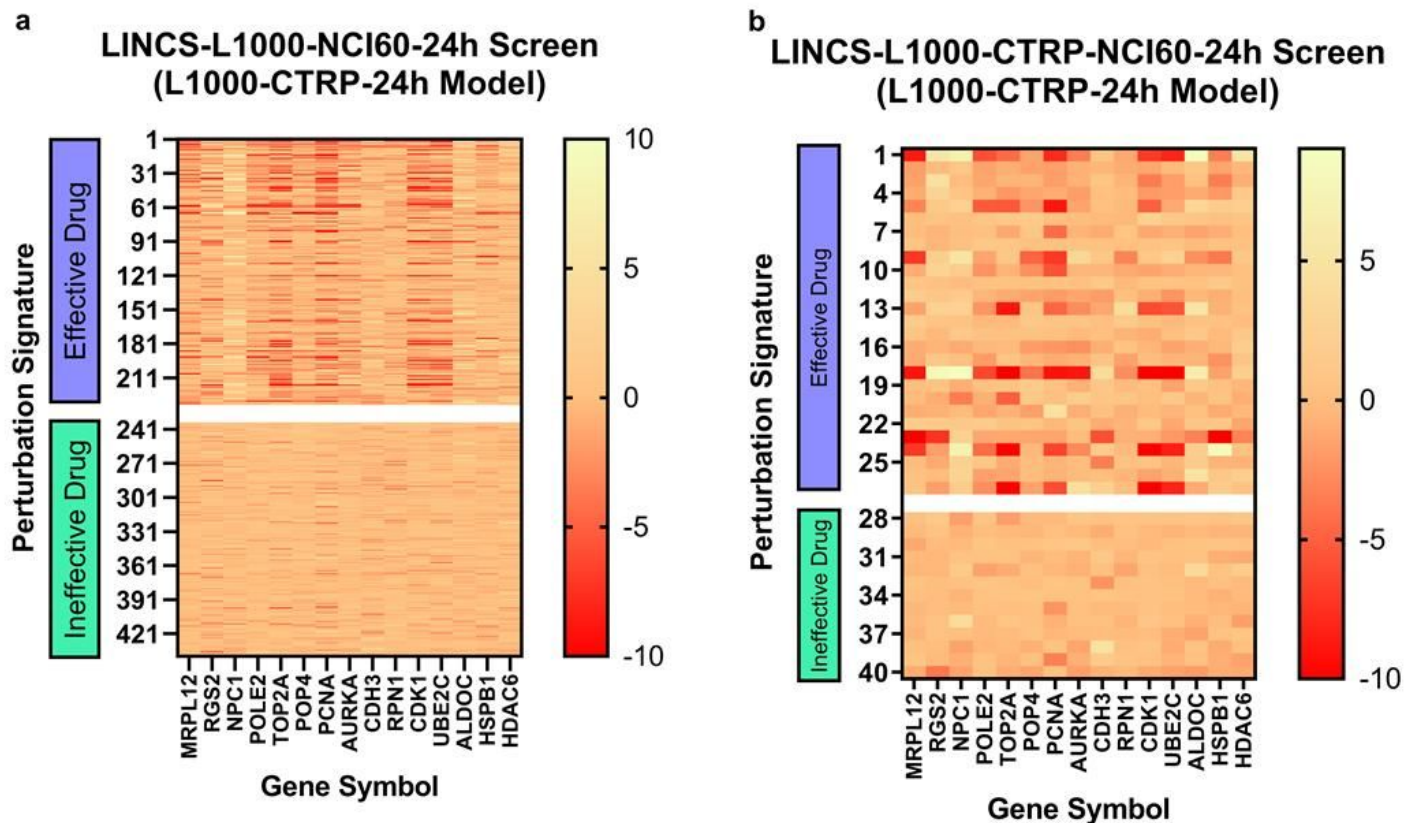 a
LINCS-L1000-NCI60-24h Screen
(L1000-CTRP-24h Model)
Perturbation Signature
Effective Drug
Ineffective Drug
1
31
61
91
121
151
181
211
241
271
301
331
361
391
421
10
5
0
-5
-10
MRPL12
RGS2
NPC1
POLE2
TOP2A
POP4
PCNA
AURKA
CDH3
RPN1
CDK1
UBE2C
ALDOC
HSPB1
HDAC6
Gene Symbol
b
LINCS-L1000-CTRP-NCI60-24h Screen
(L1000-CTRP-24h Model)
Perturbation Signature
Effective Drug
Ineffective Drug
1
4
7
10
13
16
19
22
25
28
31
34
37
40
5
0
-5
-10
MRPL12
RGS2
NPC1
POLE2
TOP2A
POP4
PCNA
AURKA
CDH3
RPN1
CDK1
UBE2C
ALDOC
HSPB1
HDAC6
Gene Symbol